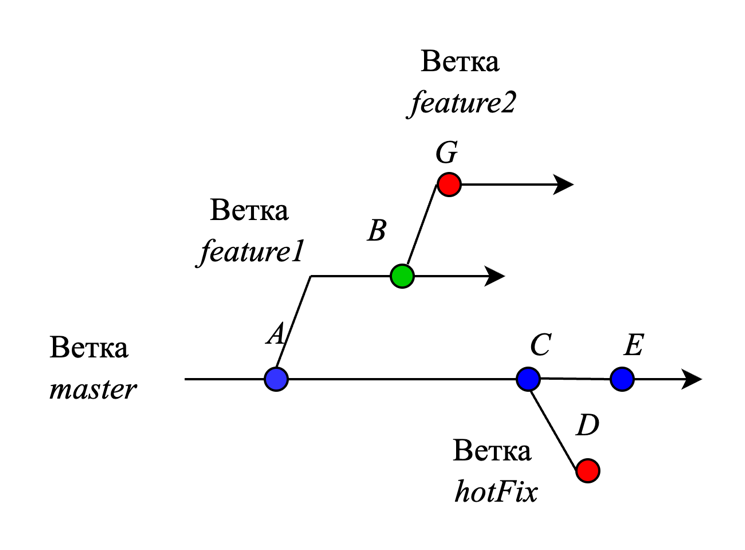 Ветка
feature2
G
Ветка
feature1
B
A
Ветка
master
C
E
D
Ветка
hotFix